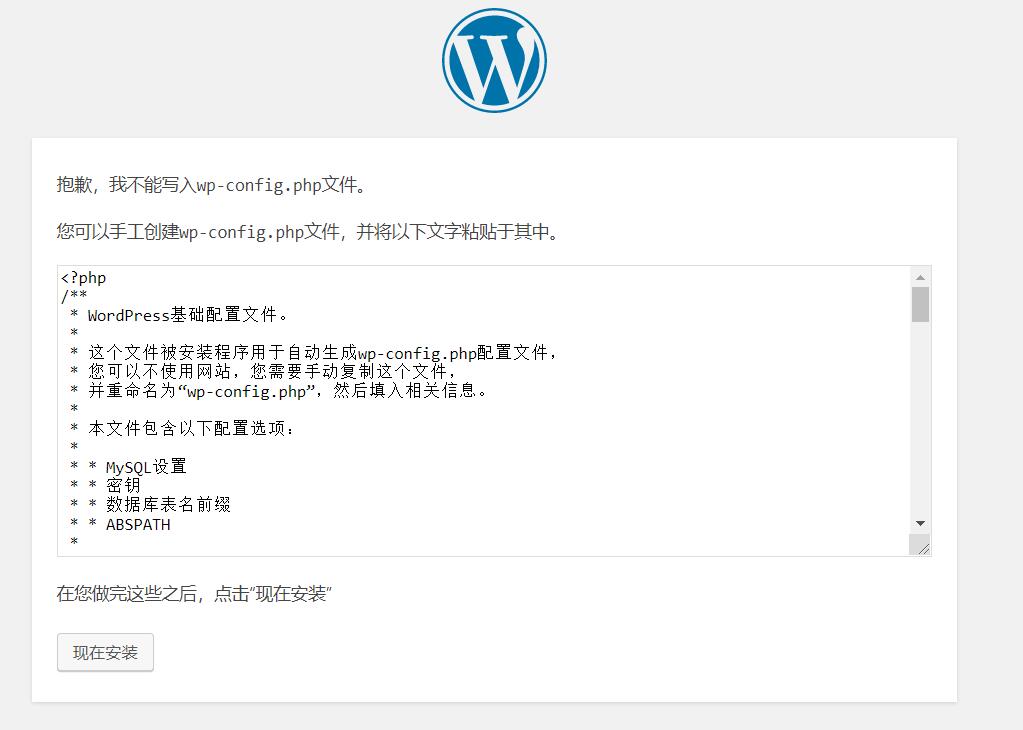 抱歉，我不能写入wp-config.php文件。
您可以手工创建wp-config.php文件，并将以下文字粘贴于其中。
<?php
/**
 * WordPress基础配置文件。
 *
 * 这个文件被安装程序用于自动生成wp-config.php配置文件，
 * 您可以不使用网站，您需要手动复制这个文件，
 * 并重命名为“wp-config.php”，然后填入相关信息。
 *
 * 本文件包含以下配置选项：
 *
 * * MySQL设置
 * * 密钥
 * * 数据库表名前缀
 * * ABSPATH
 *
在您做完这些之后，点击“现在安装”
现在安装